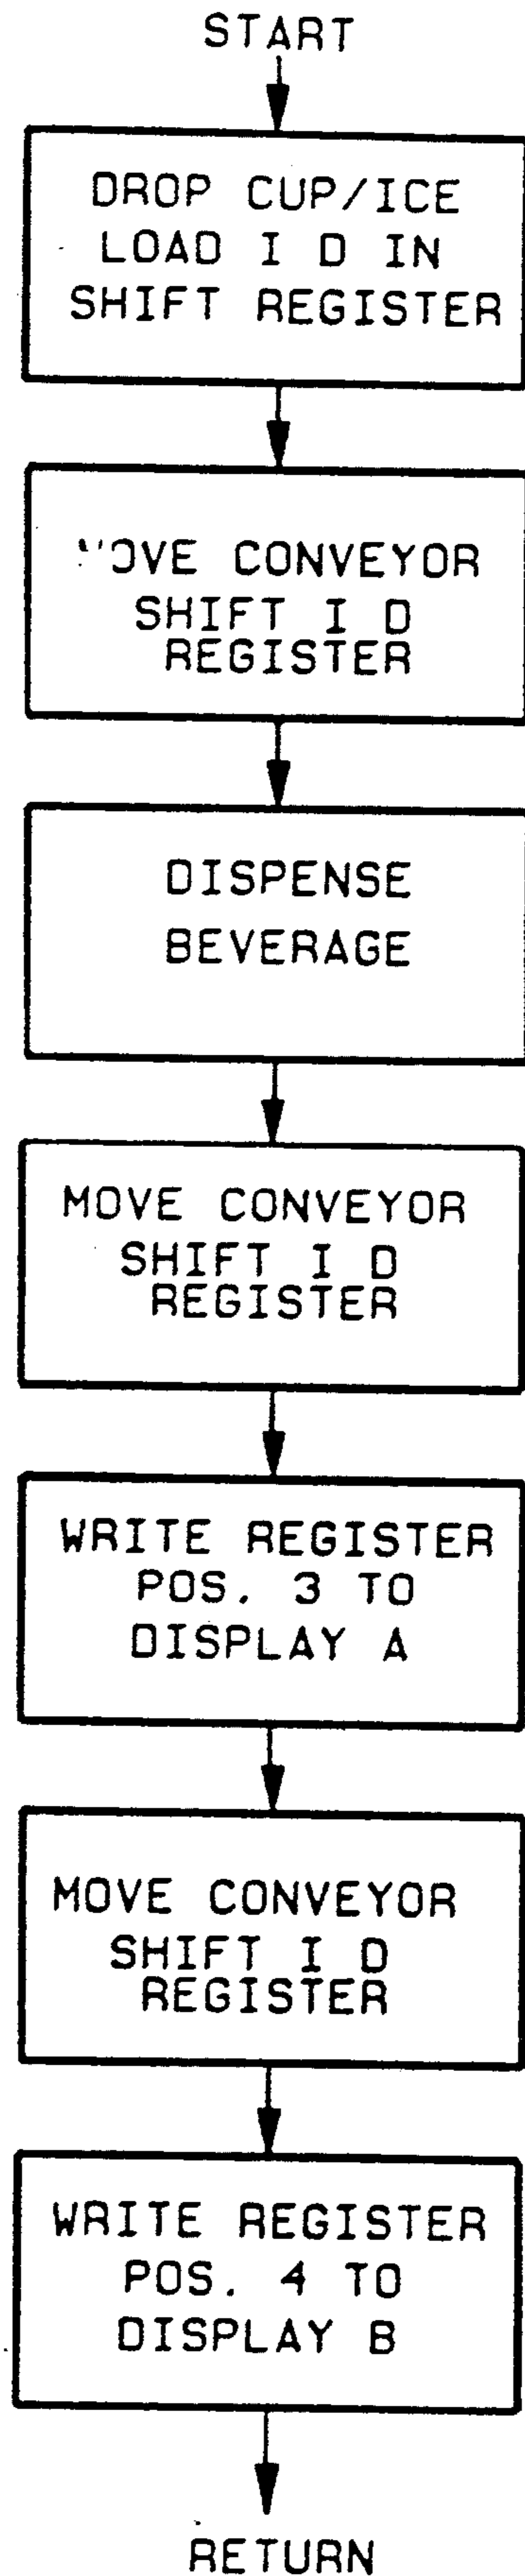 START
DROP CUP/ICE
LOAD I D IN
SHIFT REGISTER
MOVE CONVEYOR
SHIFT I D
REGISTER
DISPENSE
BEVERAGE
MOVE CONVEYOR
SHIFT I D
REGISTER
WRITE REGISTER
POS. 3 TO
DISPLAY A
MOVE CONVEYOR
SHIFT I D
REGISTER
WRITE REGISTER
POS. 4 TO
DISPLAY B
RETURN